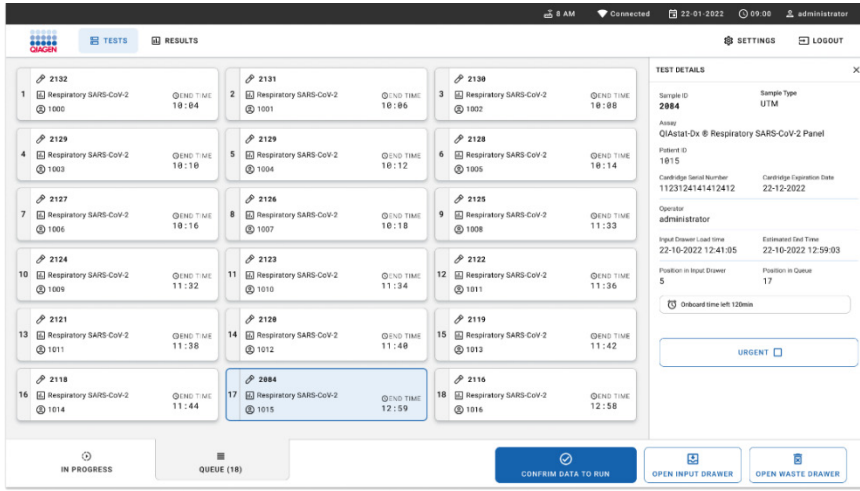 8 AM Connected 22-01-2022 09:00 administrator
QIAGEN TESTS RESULTS SETTINGS LOGOUT
1 2132 Respiratory SARS-CoV-2 1000 END TIME 10:04
2 2131 Respiratory SARS-CoV-2 1001 END TIME 10:06
3 2130 Respiratory SARS-CoV-2 1002 END TIME 10:08
4 2129 Respiratory SARS-CoV-2 1003 END TIME 10:10
5 2129 Respiratory SARS-CoV-2 1004 END TIME 10:12
6 2128 Respiratory SARS-CoV-2 1005 END TIME 10:14
7 2127 Respiratory SARS-CoV-2 1006 END TIME 10:16
8 2126 Respiratory SARS-CoV-2 1007 END TIME 10:18
9 2125 Respiratory SARS-CoV-2 1008 END TIME 11:33
10 2124 Respiratory SARS-CoV-2 1009 END TIME 11:32
11 2123 Respiratory SARS-CoV-2 1010 END TIME 11:34
12 2122 Respiratory SARS-CoV-2 1011 END TIME 11:36
13 2121 Respiratory SARS-CoV-2 1011 END TIME 11:38
14 2120 Respiratory SARS-CoV-2 1012 END TIME 11:40
15 2119 Respiratory SARS-CoV-2 1013 END TIME 11:42
16 2118 Respiratory SARS-CoV-2 1014 END TIME 11:44
17 2084 Respiratory SARS-CoV-2 1015 END TIME 12:59
18 2116 Respiratory SARS-CoV-2 1016 END TIME 12:58
TEST DETAILS
Sample ID Sample Type
2084 UTM
Assay
QIAstat-Dx ® Respiratory SARS-CoV-2 Panel
Patient ID
1015
Cardridge Serial Number Cardridge Expiration Date
1123124141412412 22-12-2022
Operator
administrator
Input Drawer Load time Estimated End Time
22-10-2022 12:41:05 22-10-2022 12:59:03
Position in Input Drawer Position in Queue
5 17
Onboard time left 120min
URGENT
IN PROGRESS QUEUE (18) CONFRIM DATA TO RUN OPEN INPUT DRAWER OPEN WASTE DRAWER